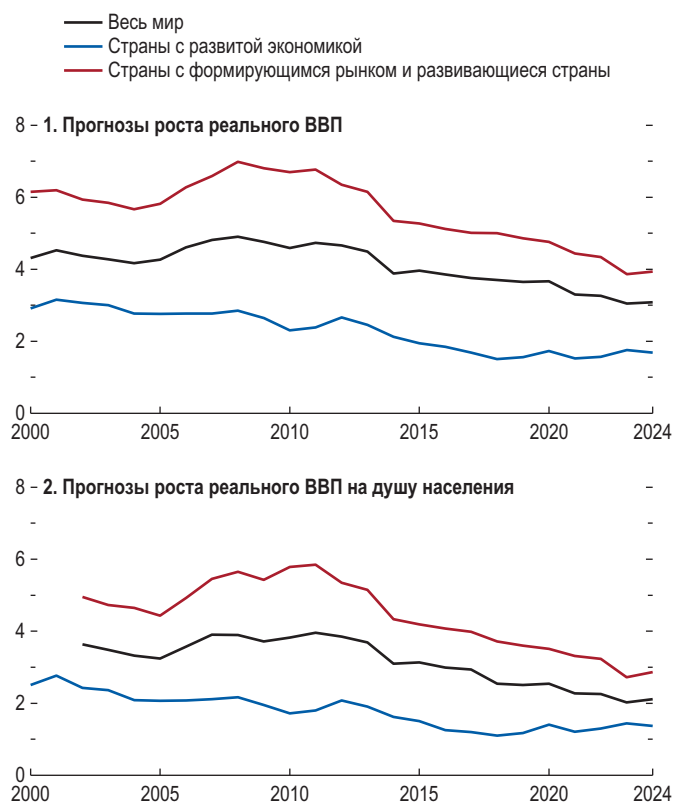 Весь мир
Страны с развитой экономикой
Страны с формирующимся рынком и развивающиеся страны
8 1. Прогнозы роста реального ВВП
6
4
2
0
2000 2005 2010 2015 2020 2024
8 2. Прогнозы роста реального ВВП на душу населения
6
4
2
0
2000 2005 2010 2015 2020 2024